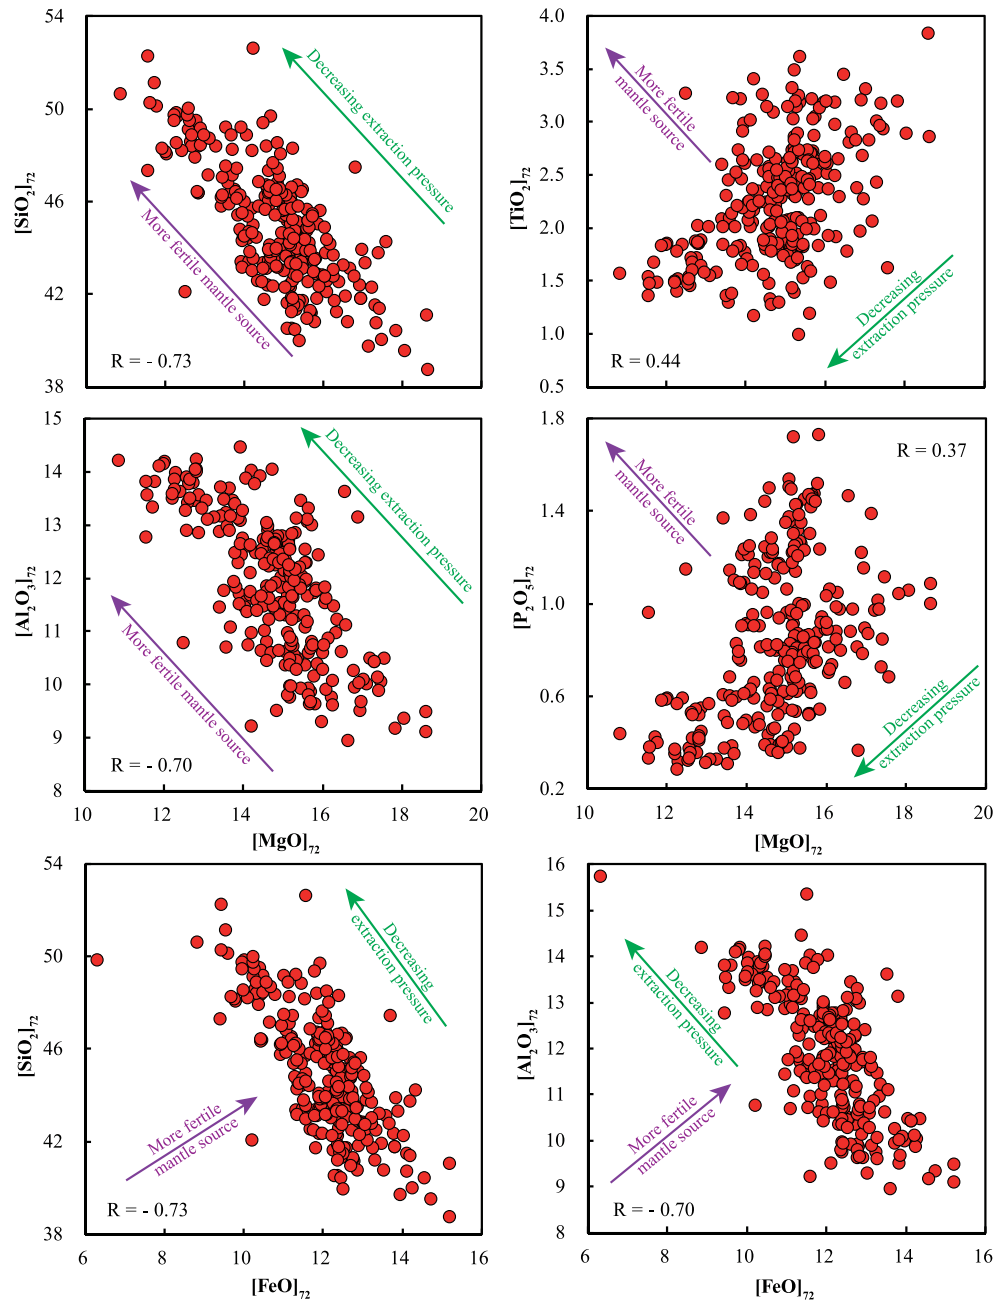 54
50
46
42
38
[SiO₂]₇₂
Decreasing extraction pressure
More fertile mantle source
R = - 0.73
4.0
3.5
3.0
2.5
2.0
1.5
1.0
0.5
[TiO₂]₇₂
More fertile
mantle source
Decreasing
extraction pressure
R = 0.44
15
14
13
12
11
10
9
8
[Al₂O₃]₇₂
Decreasing extraction pressure
More fertile mantle source
R = - 0.70
10 12 14 16 18 20
[MgO]₇₂
1.8
1.4
1.0
0.6
0.2
[P₂O₅]₇₂
More fertile
mantle source
R = 0.37
Decreasing
extraction pressure
10 12 14 16 18 20
[MgO]₇₂
54
50
46
42
38
[SiO₂]₇₂
Decreasing
extraction pressure
More fertile
mantle source
R = - 0.73
6 8 10 12 14 16
[FeO]₇₂
16
15
14
13
12
11
10
9
8
[Al₂O₃]₇₂
Decreasing
extraction pressure
More fertile
mantle source
R = - 0.70
6 8 10 12 14 16
[FeO]₇₂